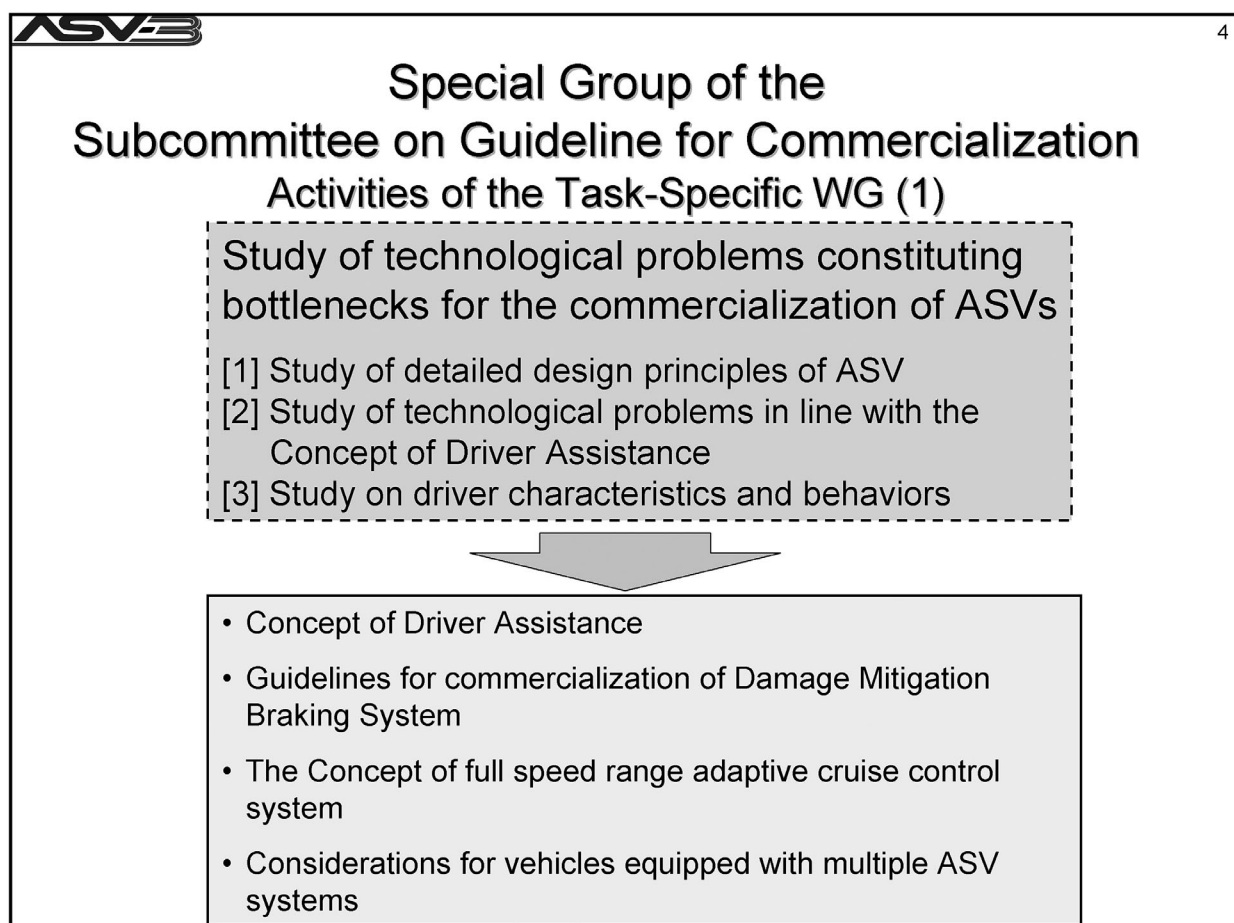 ASV-3
4
Special Group of the
Subcommittee on Guideline for Commercialization
Activities of the Task-Specific WG (1)
Study of technological problems constituting
bottlenecks for the commercialization of ASVs
[1] Study of detailed design principles of ASV
[2] Study of technological problems in line with the
Concept of Driver Assistance
[3] Study on driver characteristics and behaviors
• Concept of Driver Assistance
• Guidelines for commercialization of Damage Mitigation
Braking System
• The Concept of full speed range adaptive cruise control
system
• Considerations for vehicles equipped with multiple ASV
systems